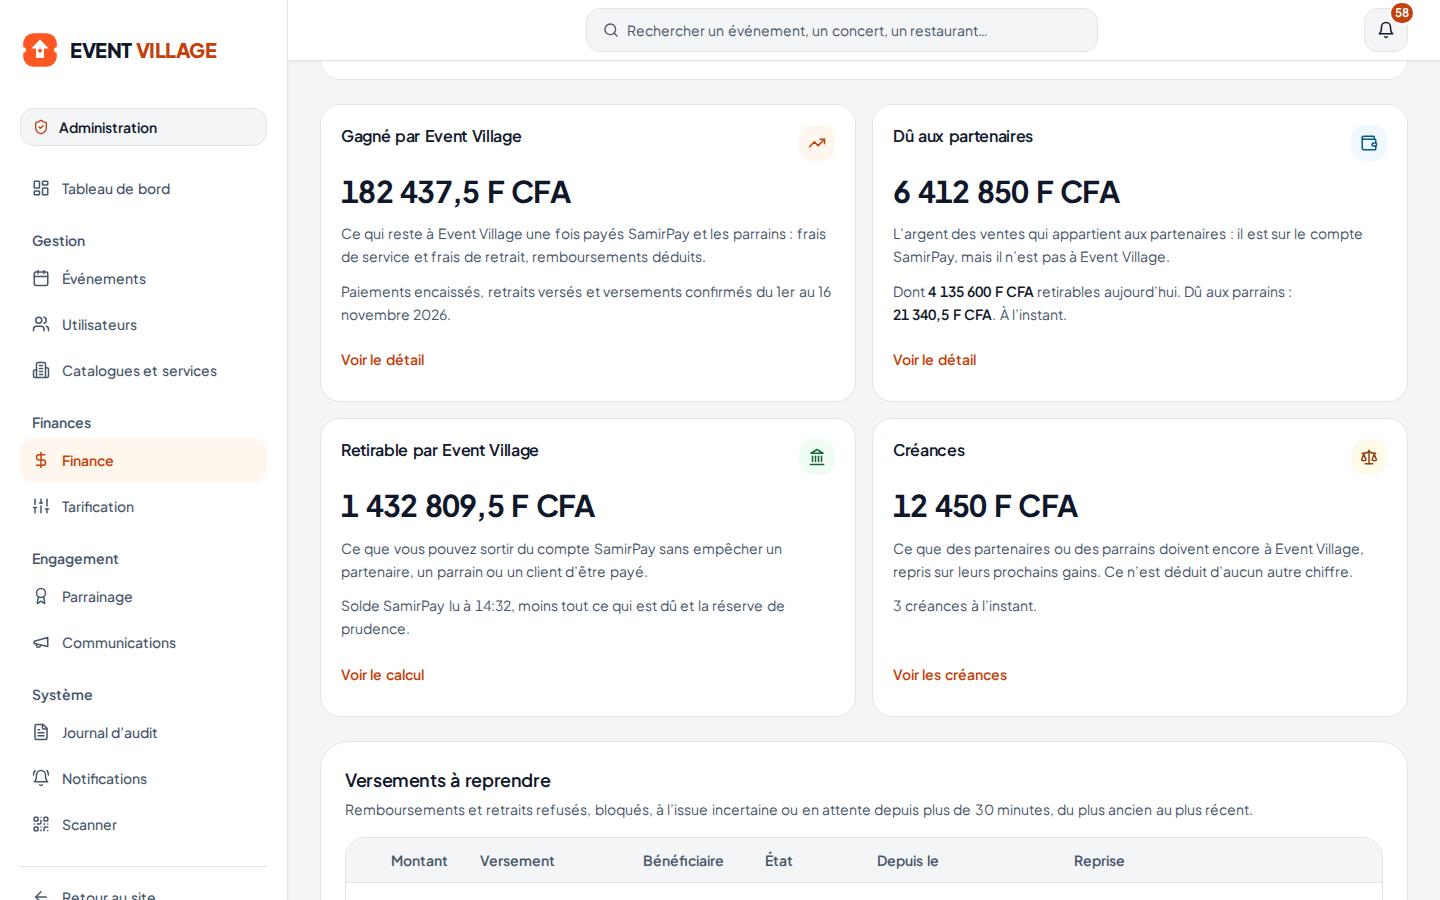 EVENT VILLAGE
Rechercher un événement, un concert, un restaurant…
58
Administration
Tableau de bord
Gestion
Événements
Utilisateurs
Catalogues et services
Finances
Finance
Tarification
Engagement
Parrainage
Communications
Système
Journal d’audit
Notifications
Scanner
Retour au site
Gagné par Event Village
182 437,5 F CFA
Ce qui reste à Event Village une fois payés SamirPay et les parrains : frais
de service et frais de retrait, remboursements déduits.
Paiements encaissés, retraits versés et versements confirmés du 1er au 16
novembre 2026.
Voir le détail
Dû aux partenaires
6 412 850 F CFA
L’argent des ventes qui appartient aux partenaires : il est sur le compte
SamirPay, mais il n’est pas à Event Village.
Dont 4 135 600 F CFA retirables aujourd’hui. Dû aux parrains :
21 340,5 F CFA. À l’instant.
Voir le détail
Retirable par Event Village
1 432 809,5 F CFA
Ce que vous pouvez sortir du compte SamirPay sans empêcher un
partenaire, un parrain ou un client d’être payé.
Solde SamirPay lu à 14:32, moins tout ce qui est dû et la réserve de
prudence.
Voir le calcul
Créances
12 450 F CFA
Ce que des partenaires ou des parrains doivent encore à Event Village,
repris sur leurs prochains gains. Ce n’est déduit d’aucun autre chiffre.
3 créances à l’instant.
Voir les créances
Versements à reprendre
Remboursements et retraits refusés, bloqués, à l’issue incertaine ou en attente depuis plus de 30 minutes, du plus ancien au plus récent.
Montant Versement Bénéficiaire État Depuis le Reprise